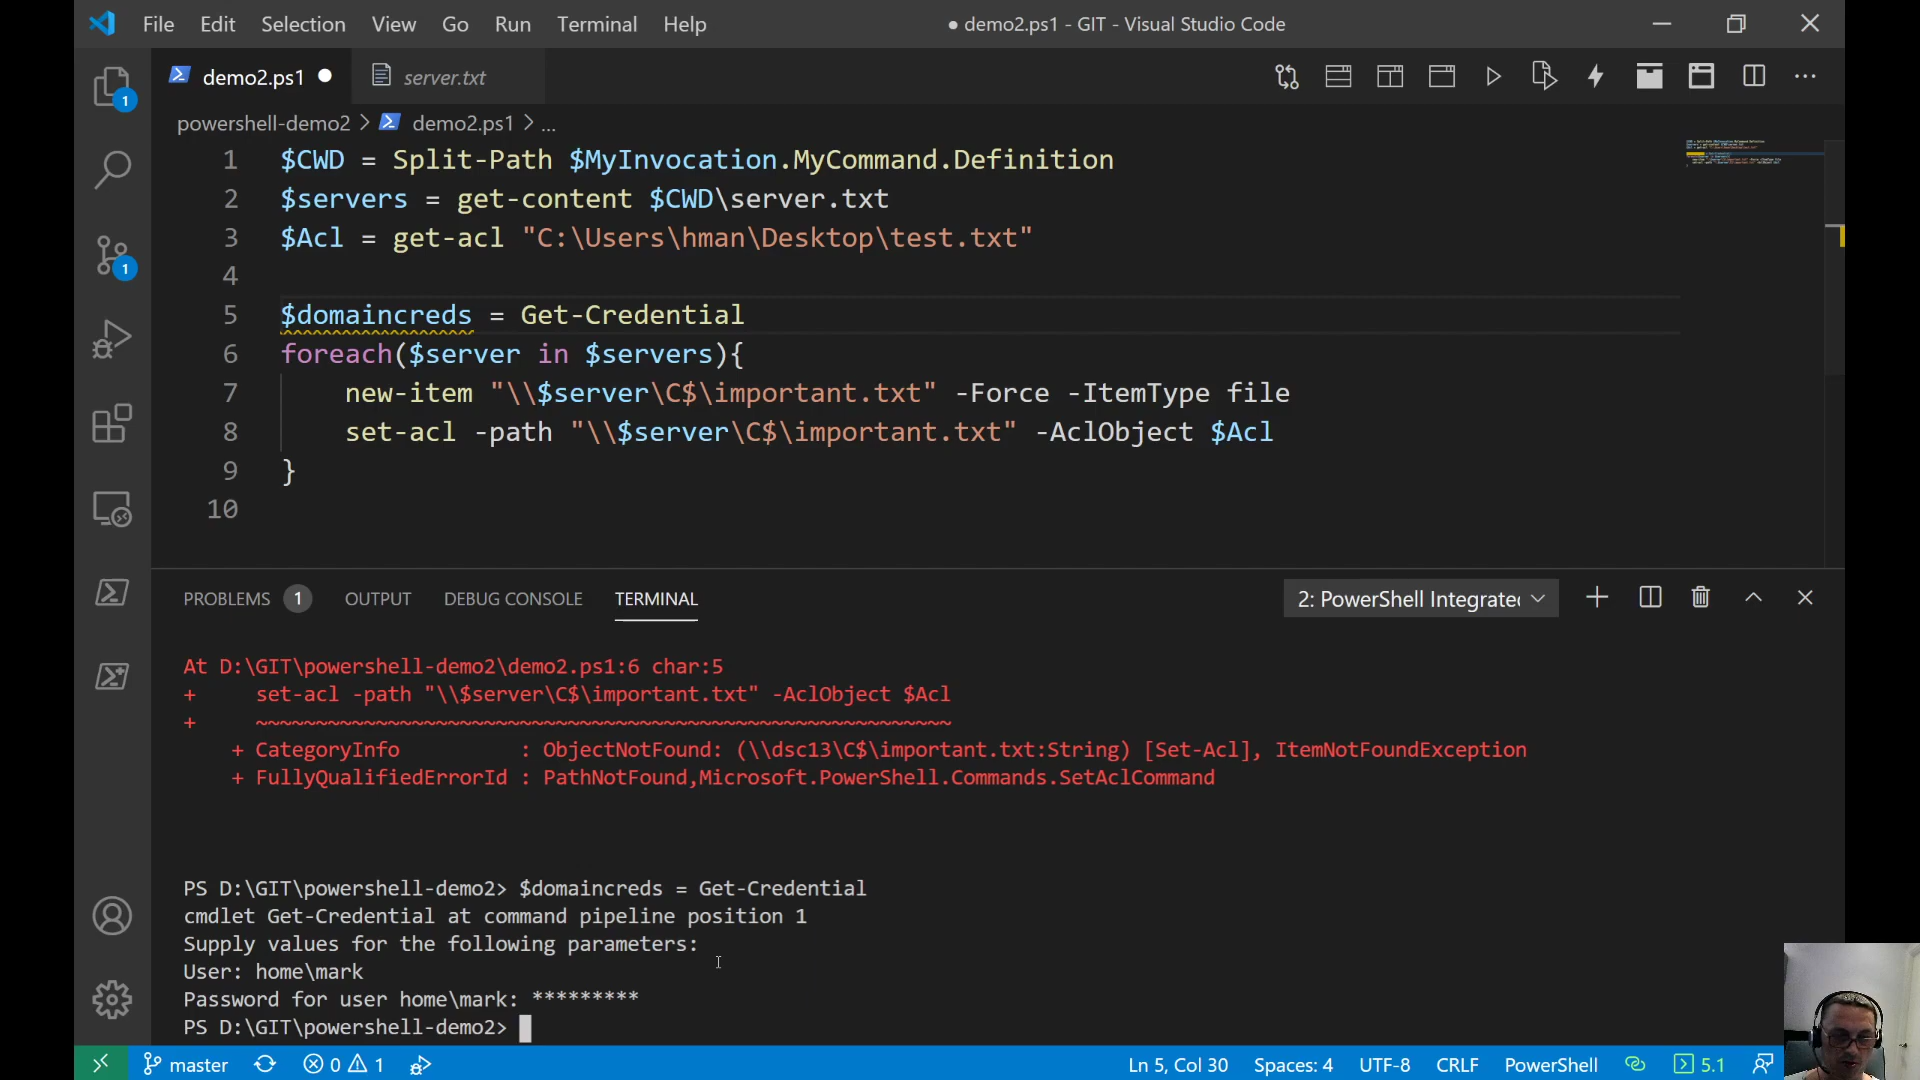 File Edit Selection View Go Run Terminal Help ● demo2.ps1 - GIT - Visual Studio Code
demo2.ps1 ● server.txt
powershell-demo2 > demo2.ps1 > ...
1 $CWD = Split-Path $MyInvocation.MyCommand.Definition
2 $servers = get-content $CWD\server.txt
3 $Acl = get-acl "C:\Users\hman\Desktop\test.txt"
4
5 $domaincreds = Get-Credential
6 foreach($server in $servers){
7 new-item "\\$server\C$\important.txt" -Force -ItemType file
8 set-acl -path "\\$server\C$\important.txt" -AclObject $Acl
9 }
10
PROBLEMS 1 OUTPUT DEBUG CONSOLE TERMINAL 2: PowerShell Integrated
At D:\GIT\powershell-demo2\demo2.ps1:6 char:5
+ set-acl -path "\\$server\C$\important.txt" -AclObject $Acl
+ ~~~~~~~~~~~~~~~~~~~~~~~~~~~~~~~~~~~~~~~~~~~~~~~~~~~~~~~~~~
+ CategoryInfo : ObjectNotFound: (\\dsc13\C$\important.txt:String) [Set-Acl], ItemNotFoundException
+ FullyQualifiedErrorId : PathNotFound,Microsoft.PowerShell.Commands.SetAclCommand
PS D:\GIT\powershell-demo2> $domaincreds = Get-Credential
cmdlet Get-Credential at command pipeline position 1
Supply values for the following parameters:
User: home\mark
Password for user home\mark: *********
PS D:\GIT\powershell-demo2>
master 0 1 Ln 5, Col 30 Spaces: 4 UTF-8 CRLF PowerShell 5.1